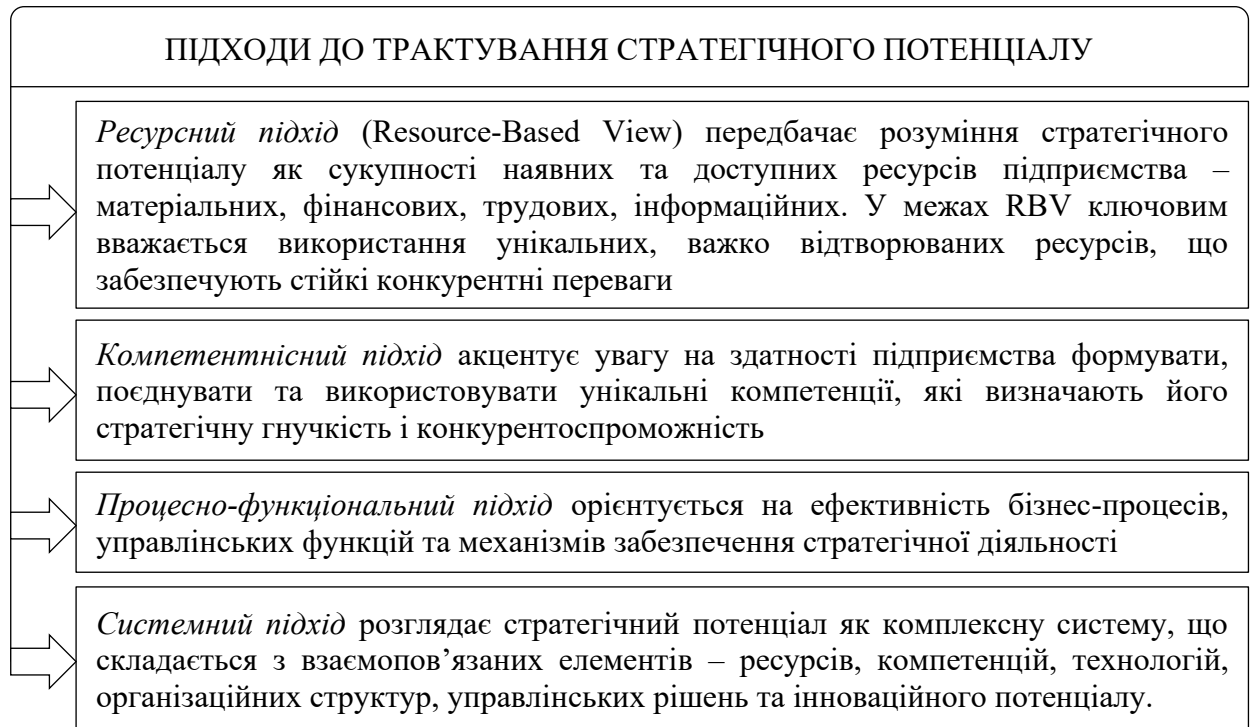 ПІДХОДИ ДО ТРАКТУВАННЯ СТРАТЕГІЧНОГО ПОТЕНЦІАЛУ
Ресурсний підхід (Resource-Based View) передбачає розуміння стратегічного
потенціалу як сукупності наявних та доступних ресурсів підприємства –
матеріальних, фінансових, трудових, інформаційних. У межах RBV ключовим
вважається використання унікальних, важко відтворюваних ресурсів, що
забезпечують стійкі конкурентні переваги
Компетентнісний підхід акцентує увагу на здатності підприємства формувати,
поєднувати та використовувати унікальні компетенції, які визначають його
стратегічну гнучкість і конкурентоспроможність
Процесно-функціональний підхід орієнтується на ефективність бізнес-процесів,
управлінських функцій та механізмів забезпечення стратегічної діяльності
Системний підхід розглядає стратегічний потенціал як комплексну систему, що
складається з взаємопов’язаних елементів – ресурсів, компетенцій, технологій,
організаційних структур, управлінських рішень та інноваційного потенціалу.